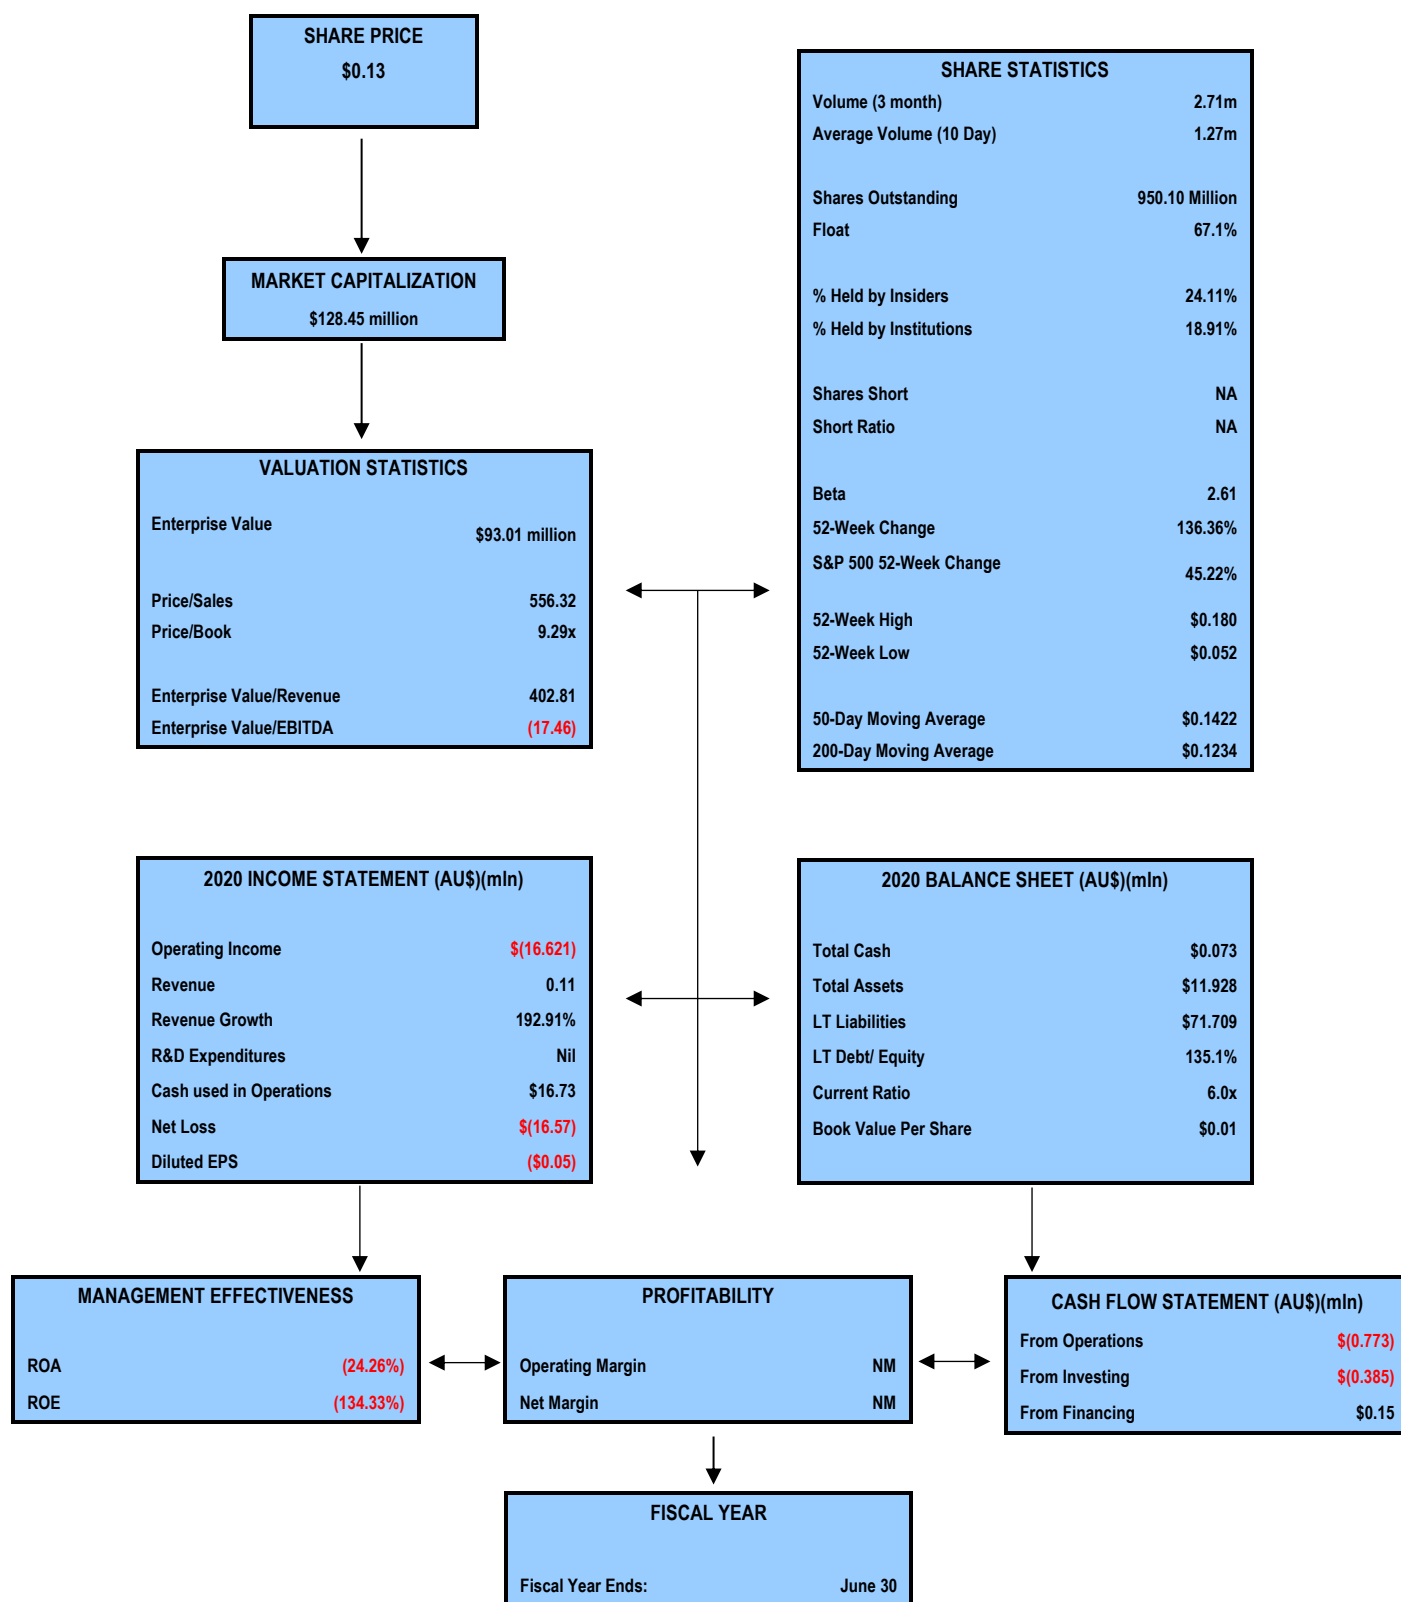 SHARE PRICE
$0.13
MARKET CAPITALIZATION
$128.45 million
VALUATION STATISTICS
Enterprise Value $93.01 million
Price/Sales 556.32
Price/Book 9.29x
Enterprise Value/Revenue 402.81
Enterprise Value/EBITDA (17.46)
SHARE STATISTICS
Volume (3 month) 2.71m
Average Volume (10 Day) 1.27m
Shares Outstanding 950.10 Million
Float 67.1%
% Held by Insiders 24.11%
% Held by Institutions 18.91%
Shares Short NA
Short Ratio NA
Beta 2.61
52-Week Change 136.36%
S&P 500 52-Week Change 45.22%
52-Week High $0.180
52-Week Low $0.052
50-Day Moving Average $0.1422
200-Day Moving Average $0.1234
2020 INCOME STATEMENT (AU$)(mln)
Operating Income $(16.621)
Revenue 0.11
Revenue Growth 192.91%
R&D Expenditures Nil
Cash used in Operations $16.73
Net Loss $(16.57)
Diluted EPS ($0.05)
2020 BALANCE SHEET (AU$)(mln)
Total Cash $0.073
Total Assets $11.928
LT Liabilities $71.709
LT Debt/ Equity 135.1%
Current Ratio 6.0x
Book Value Per Share $0.01
MANAGEMENT EFFECTIVENESS
ROA (24.26%)
ROE (134.33%)
PROFITABILITY
Operating Margin NM
Net Margin NM
CASH FLOW STATEMENT (AU$)(mln)
From Operations $(0.773)
From Investing $(0.385)
From Financing $0.15
FISCAL YEAR
Fiscal Year Ends: June 30